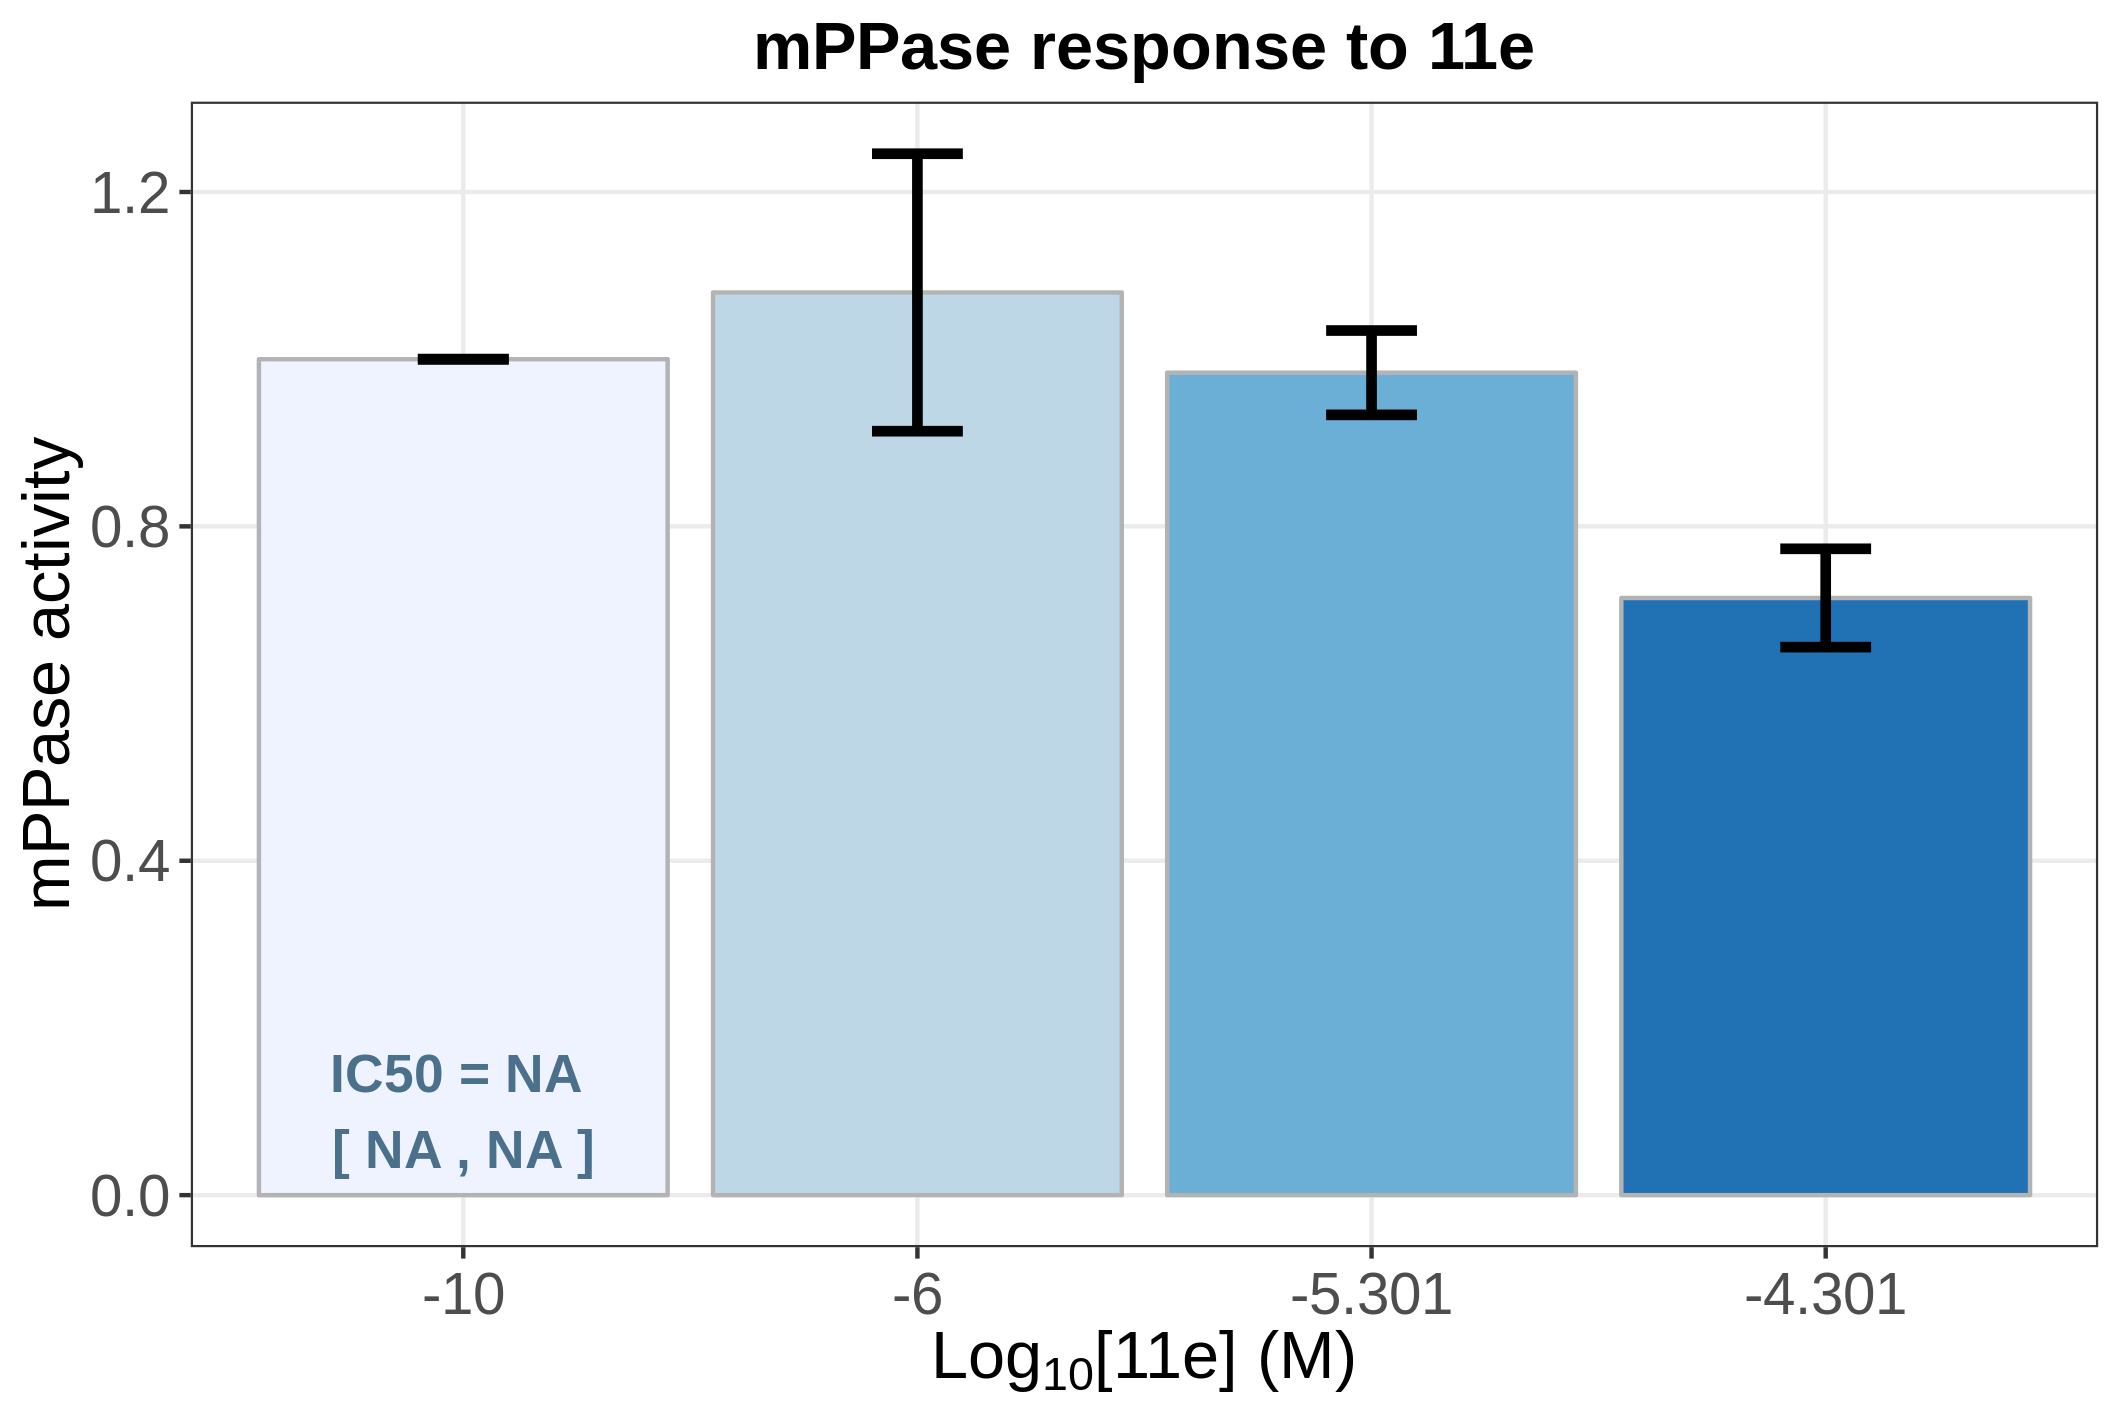 mPPase response to 11e
mPPase activity
1.2
0.8
0.4
0.0
IC50 = NA
[ NA , NA ]
-10
-6
-5.301
-4.301
Log₁₀[11e] (M)